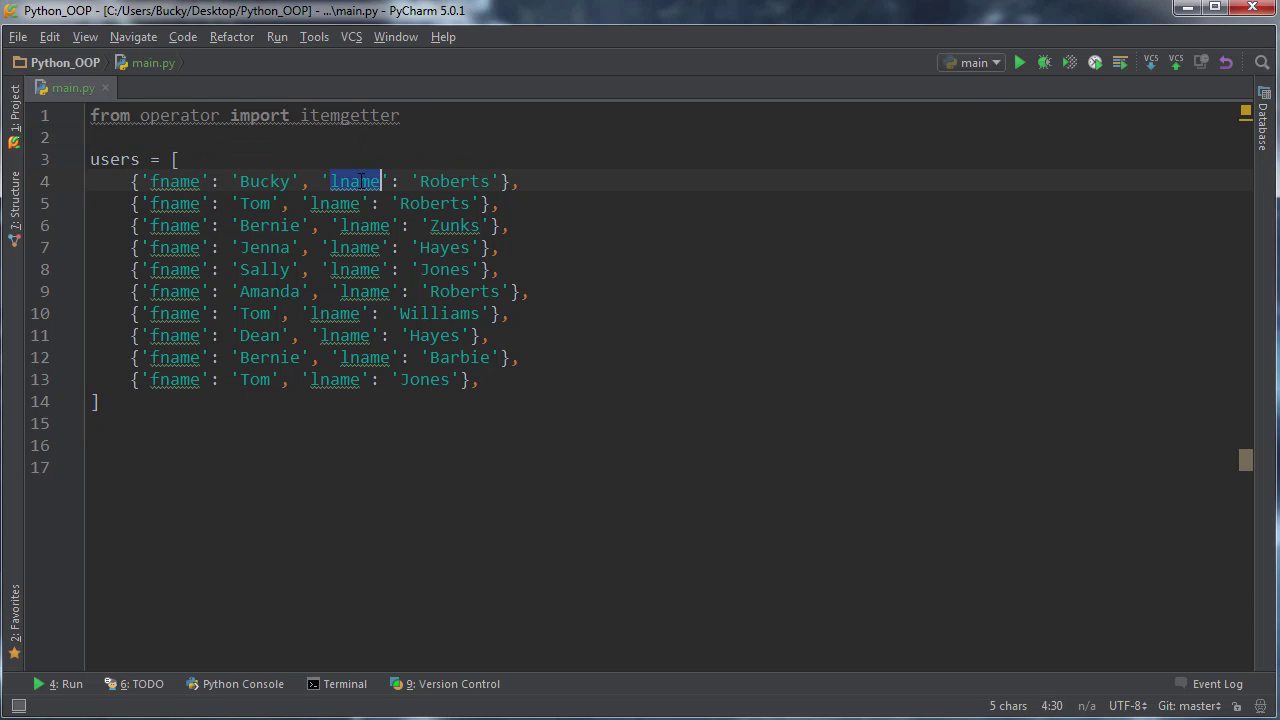 Python_OOP - [C:/Users/Bucky/Desktop/Python_OOP] - ...\main.py - PyCharm 5.0.1
File Edit View Navigate Code Refactor Run Tools VCS Window Help
Python_OOP main.py main VCS VCS
main.py
1: Project
7: Structure
2: Favorites
Database
1 from operator import itemgetter
2
3 users = [
4 {'fname': 'Bucky', 'lname': 'Roberts'},
5 {'fname': 'Tom', 'lname': 'Roberts'},
6 {'fname': 'Bernie', 'lname': 'Zunks'},
7 {'fname': 'Jenna', 'lname': 'Hayes'},
8 {'fname': 'Sally', 'lname': 'Jones'},
9 {'fname': 'Amanda', 'lname': 'Roberts'},
10 {'fname': 'Tom', 'lname': 'Williams'},
11 {'fname': 'Dean', 'lname': 'Hayes'},
12 {'fname': 'Bernie', 'lname': 'Barbie'},
13 {'fname': 'Tom', 'lname': 'Jones'},
14 ]
15
16
17
4: Run 6: TODO Python Console Terminal 9: Version Control Event Log
5 chars 4:30 n/a UTF-8 Git: master